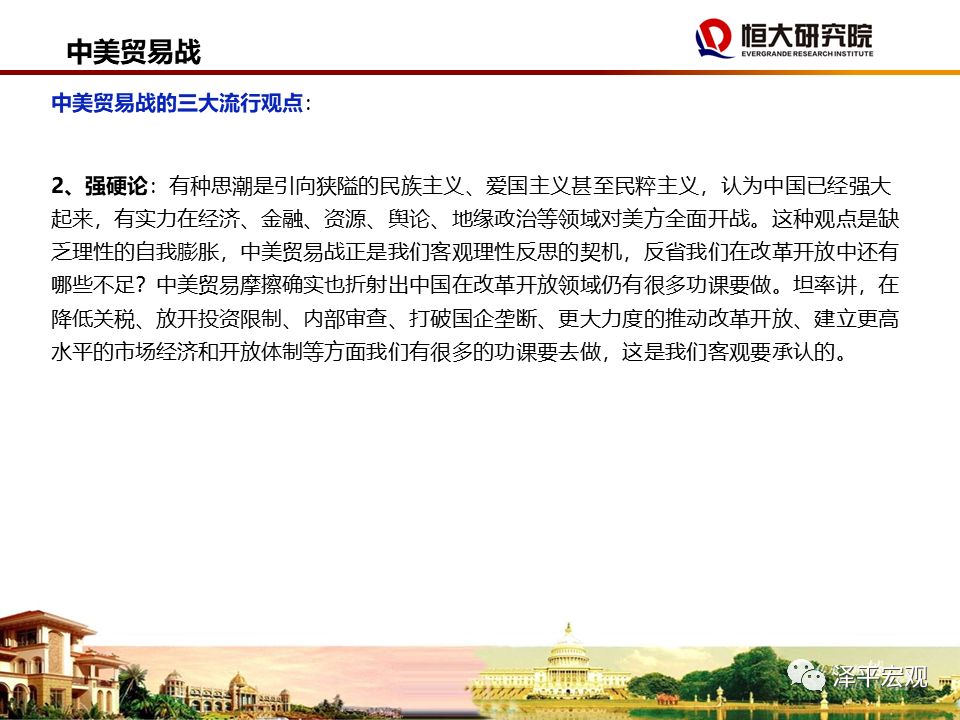 中美贸易战
恒大研究院
EVERGRANDE RESEARCH INSTITUTE
中美贸易战的三大流行观点：
2、强硬论：有种思潮是引向狭隘的民族主义、爱国主义甚至民粹主义，认为中国已经强大
起来，有实力在经济、金融、资源、舆论、地缘政治等领域对美方全面开战。这种观点是缺
乏理性的自我膨胀，中美贸易战正是我们客观理性反思的契机，反省我们在改革开放中还有
哪些不足？中美贸易摩擦确实也折射出中国在改革开放领域仍有很多功课要做。坦率讲，在
降低关税、放开投资限制、内部审查、打破国企垄断、更大力度的推动改革开放、建立更高
水平的市场经济和开放体制等方面我们有很多的功课要去做，这是我们客观要承认的。
泽平宏观